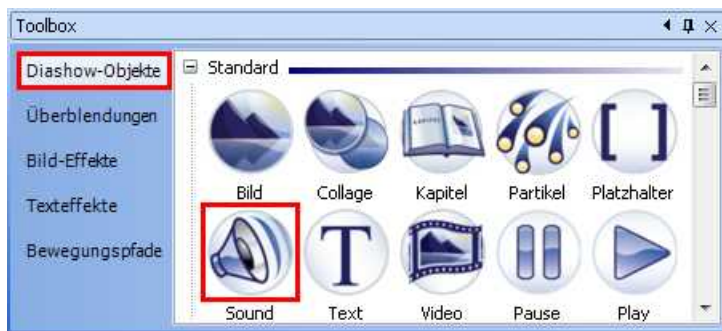 Toolbox
Diashow-Objekte
Überblendungen
Bild-Effekte
Texteffekte
Bewegungspfade
Standard
KAPITEL
Bild Collage Kapitel Partikel Platzhalter
T
Sound Text Video Pause Play